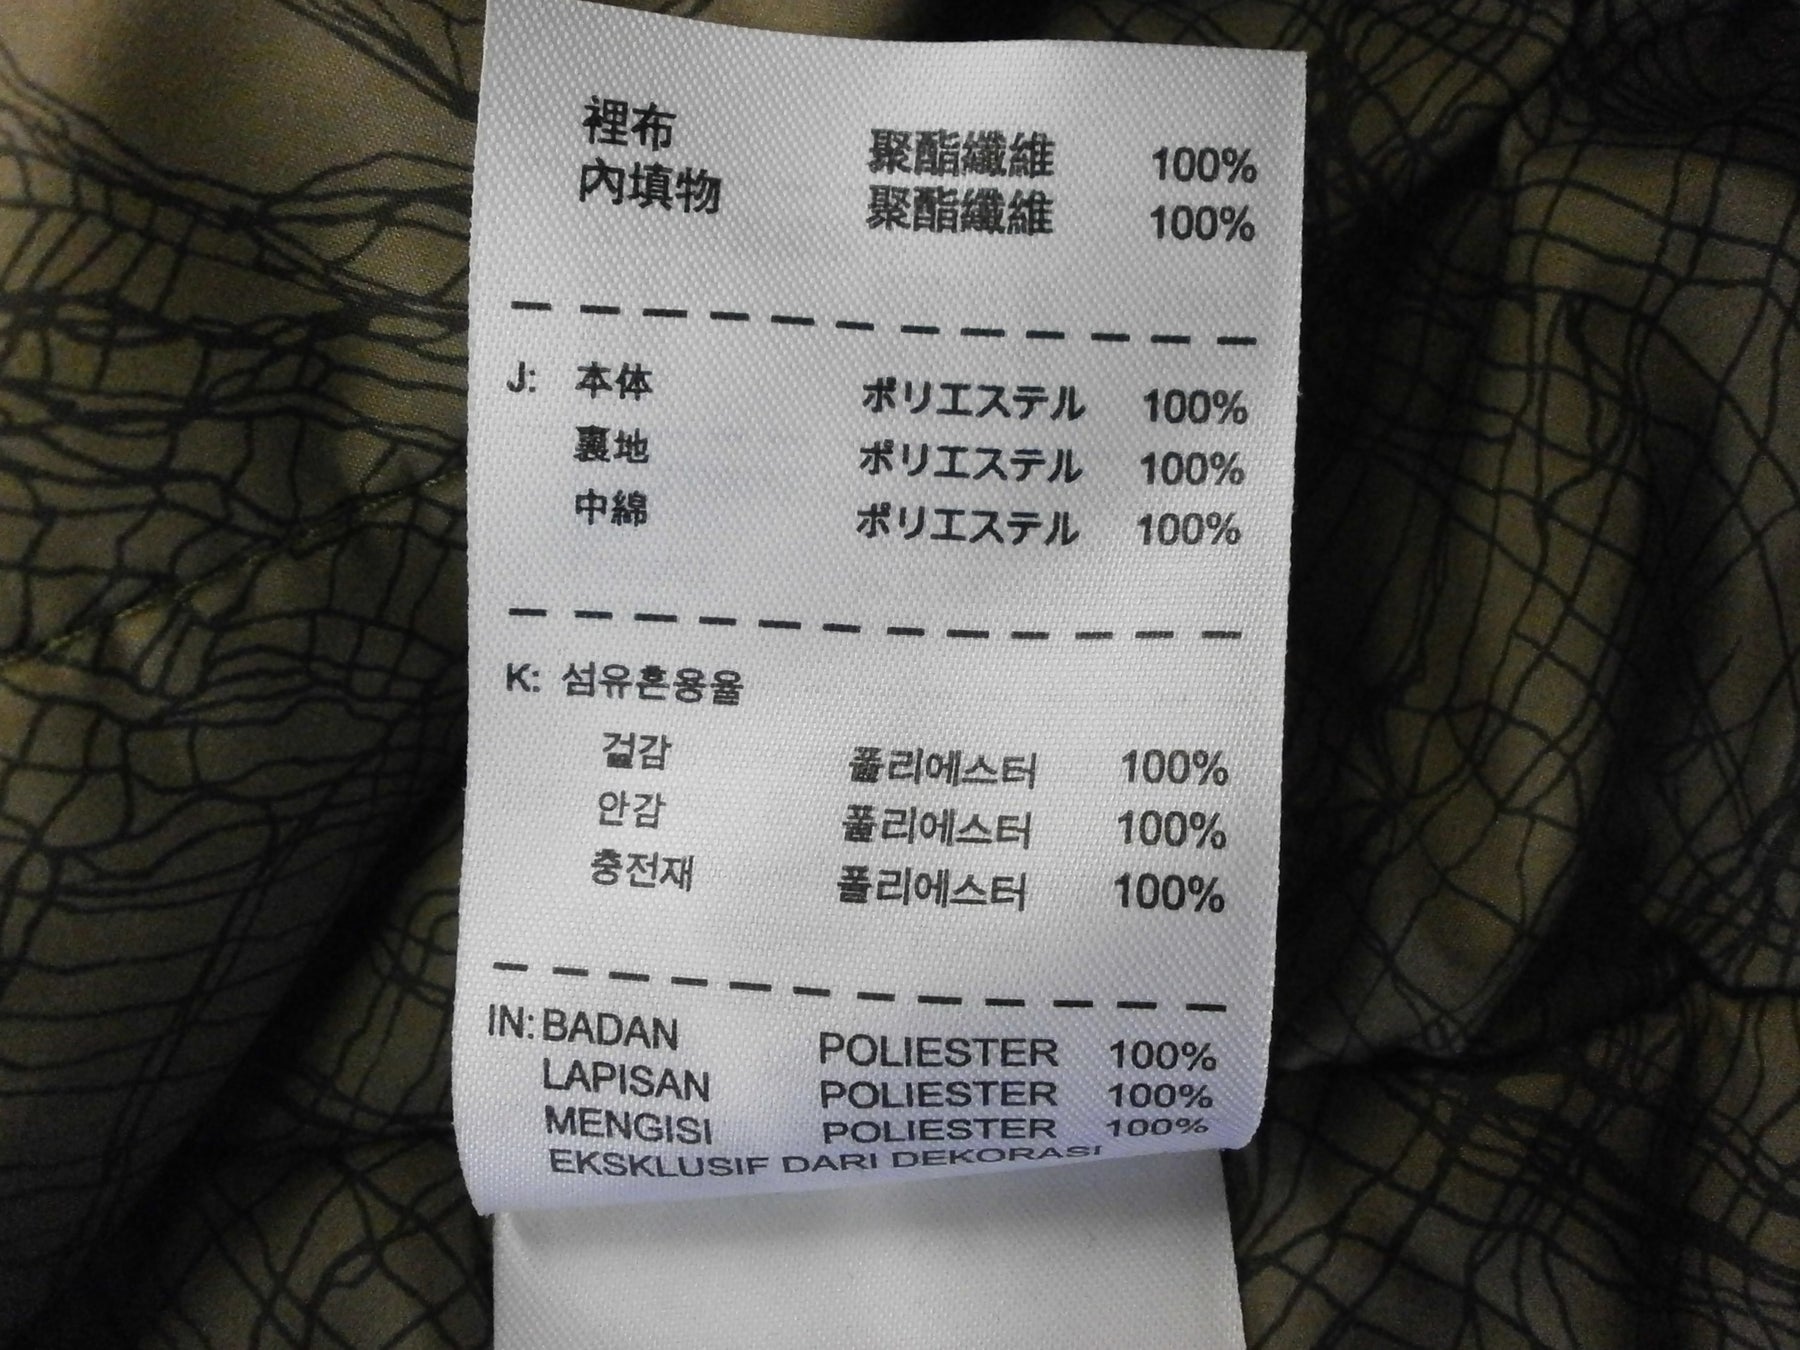 裡布 聚酯纖維 100%
內填物 聚酯纖維 100%
J: 本体 ポリエステル 100%
裏地 ポリエステル 100%
中綿 ポリエステル 100%
K: 섬유혼용율
겉감 폴리에스터 100%
안감 폴리에스터 100%
충전재 폴리에스터 100%
IN: BADAN POLIESTER 100%
LAPISAN POLIESTER 100%
MENGISI POLIESTER 100%
EKSKLUSIF DARI DEKORASI